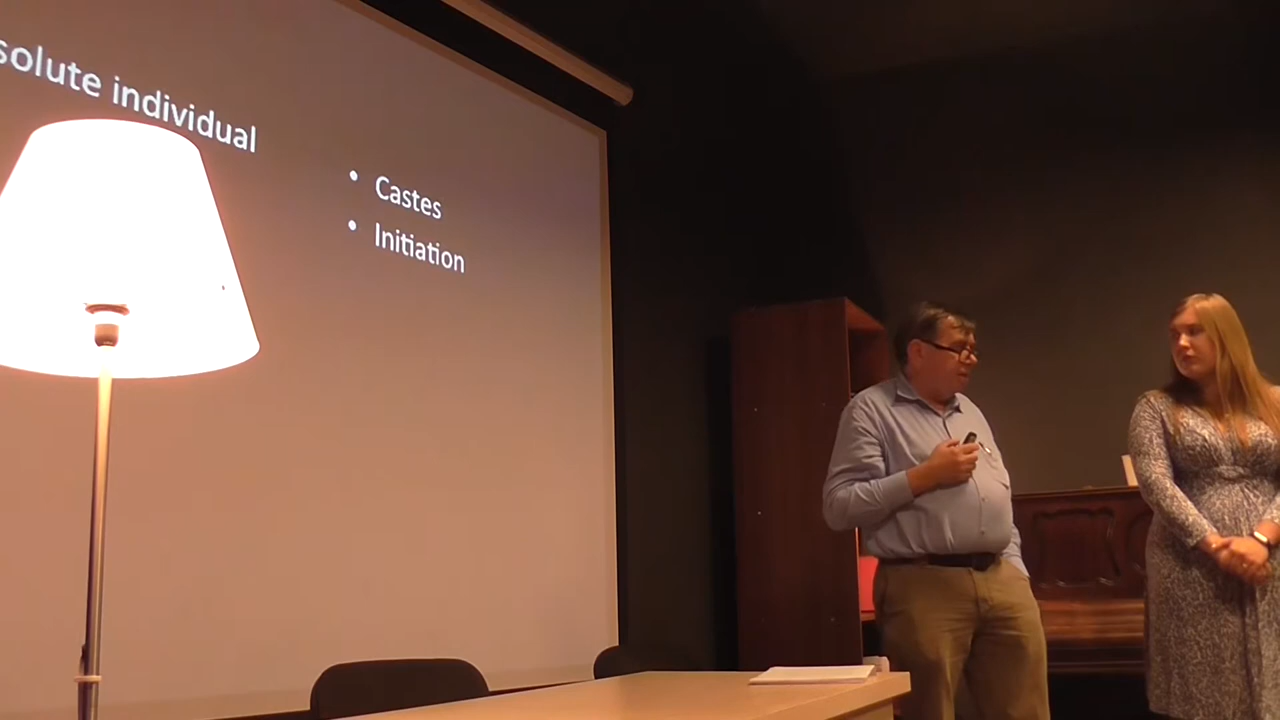 solute individual
• Castes
• Initiation